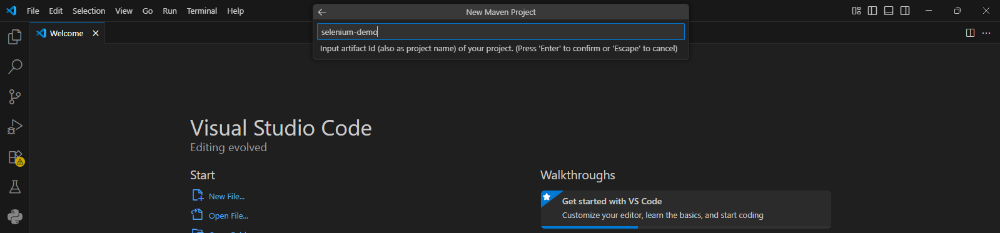 File Edit Selection View Go Run Terminal Help
New Maven Project
selenium-demo
Input artifact Id (also as project name) of your project. (Press 'Enter' to confirm or 'Escape' to cancel)
Welcome
Visual Studio Code
Editing evolved
Start
New File...
Open File...
Walkthroughs
Get started with VS Code
Customize your editor, learn the basics, and start coding